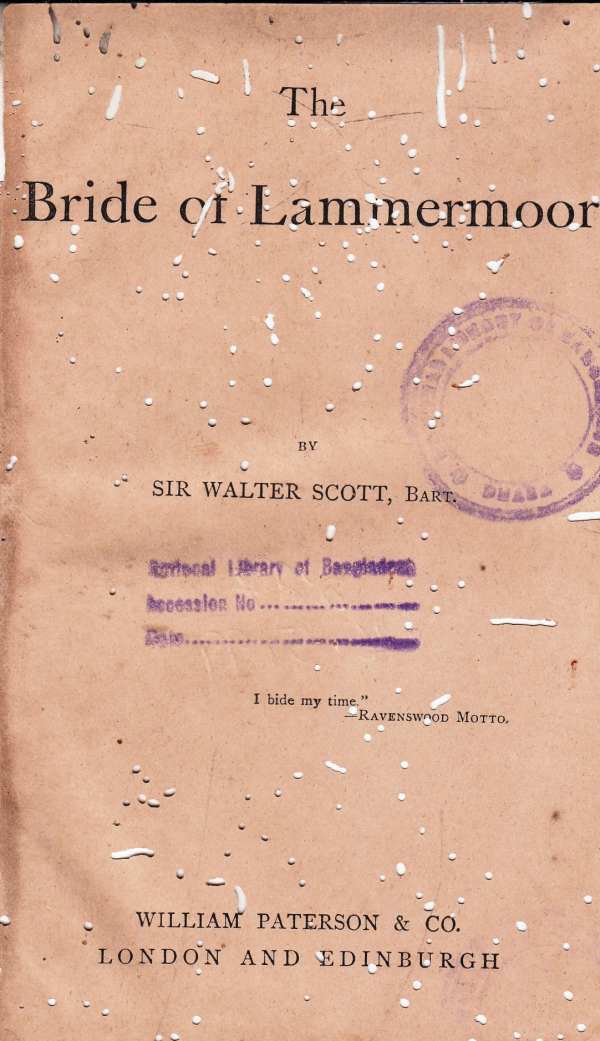 The
Bride of Lammermoor
BY
SIR WALTER SCOTT, BART.
National Library of Bangladesh
Accession No
Date
I bide my time."
—RAVENSWOOD MOTTO.
WILLIAM PATERSON & CO.
LONDON AND EDINBURGH